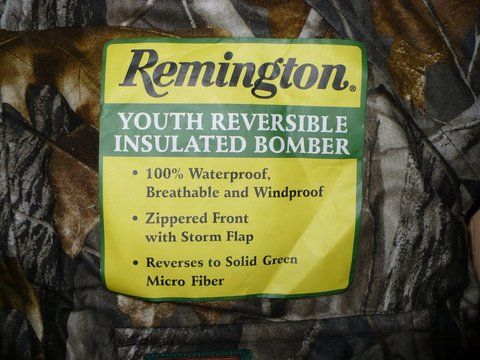 Remington®
YOUTH REVERSIBLE
INSULATED BOMBER
• 100% Waterproof,
Breathable and Windproof
• Zippered Front
with Storm Flap
• Reverses to Solid Green
Micro Fiber